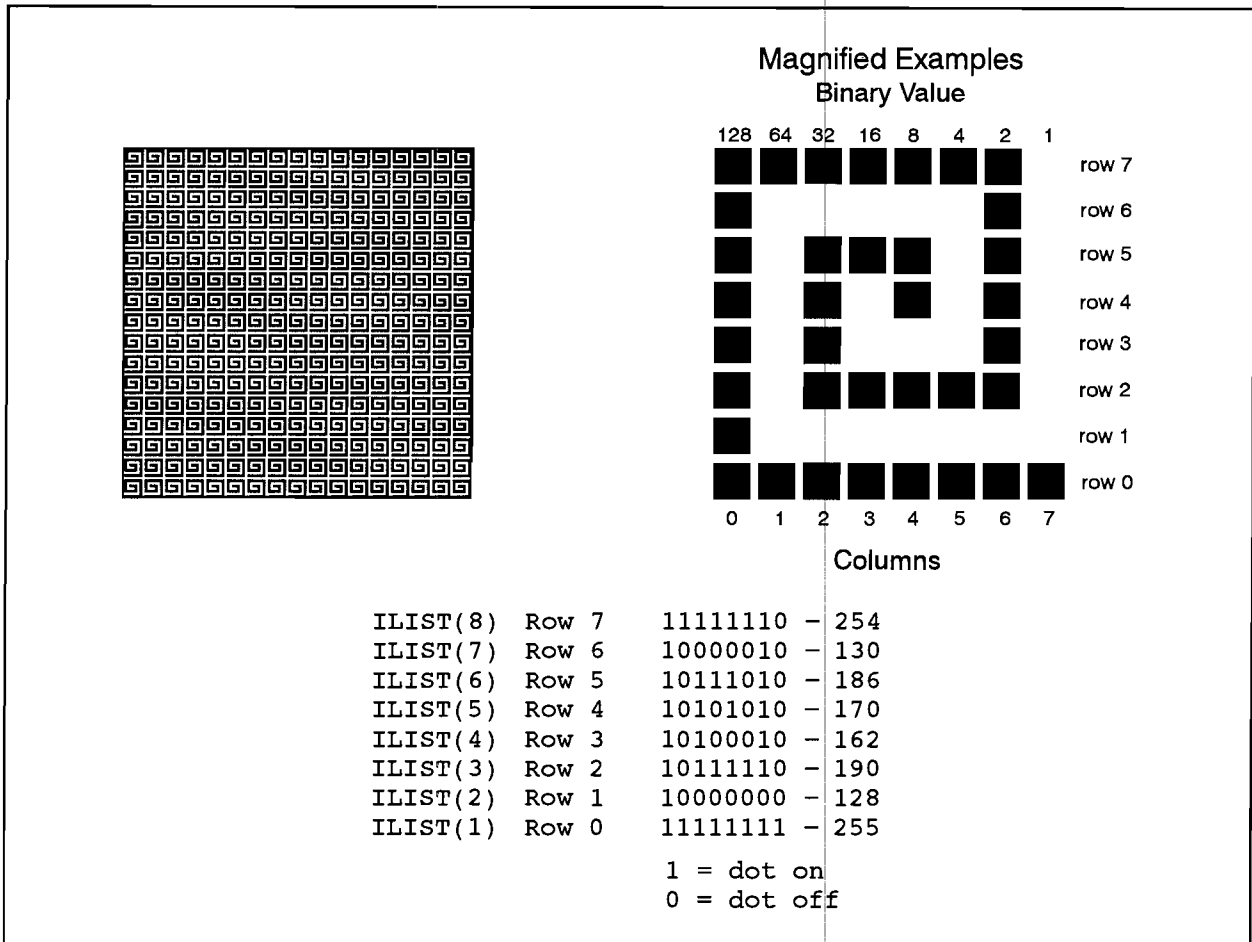 Magnified Examples
Binary Value
128 64 32 16 8 4 2 1
row 7
row 6
row 5
row 4
row 3
row 2
row 1
row 0
0 1 2 3 4 5 6 7
Columns
ILIST(8) Row 7 11111110 – 254
ILIST(7) Row 6 10000010 – 130
ILIST(6) Row 5 10111010 – 186
ILIST(5) Row 4 10101010 – 170
ILIST(4) Row 3 10100010 – 162
ILIST(3) Row 2 10111110 – 190
ILIST(2) Row 1 10000000 – 128
ILIST(1) Row 0 11111111 – 255
1 = dot on
0 = dot off